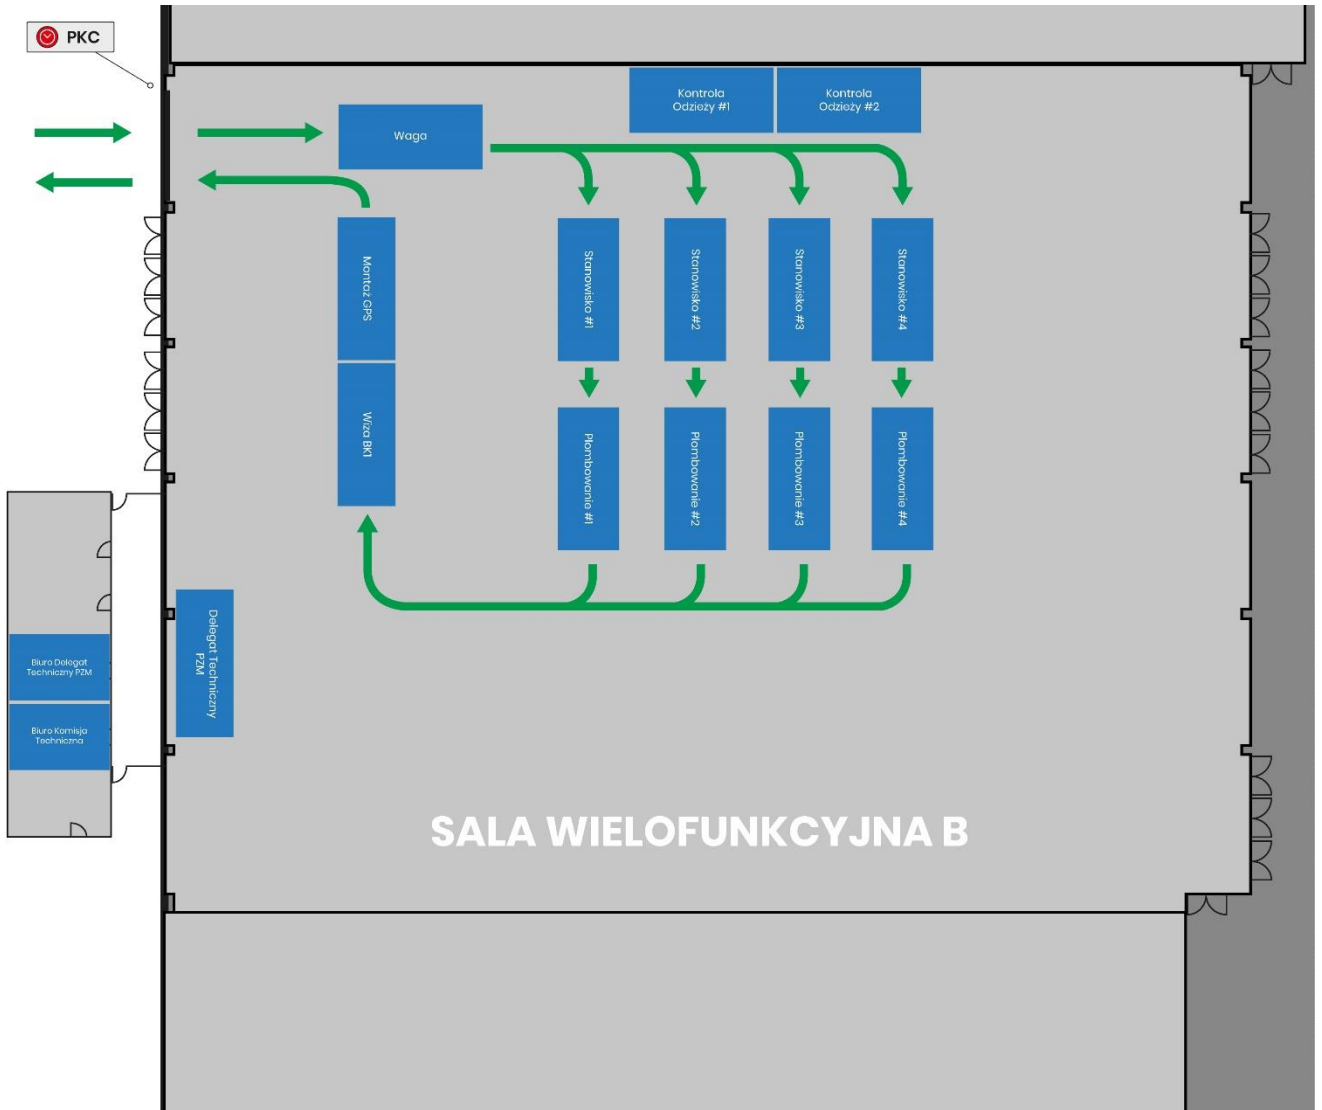 PKC
Kontrola
Odzieży #1
Kontrola
Odzieży #2
Waga
Montaż GPS
Stanowisko #1
Stanowisko #2
Stanowisko #3
Stanowisko #4
Wiza BK1
Plombowanie #1
Plombowanie #2
Plombowanie #3
Plombowanie #4
Delegat Techniczny
PZM
Biuro Delegat
Techniczny PZM
Biuro Komisja
Techniczna
SALA WIELOFUNKCYJNA B